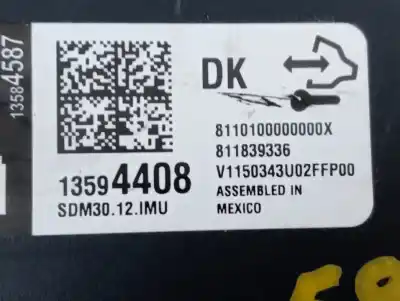 13584587
DK
13594408
SDM30.12.IMU
8110100000000X
811839336
V1150343U02FFP00
ASSEMBLED IN
MEXICO